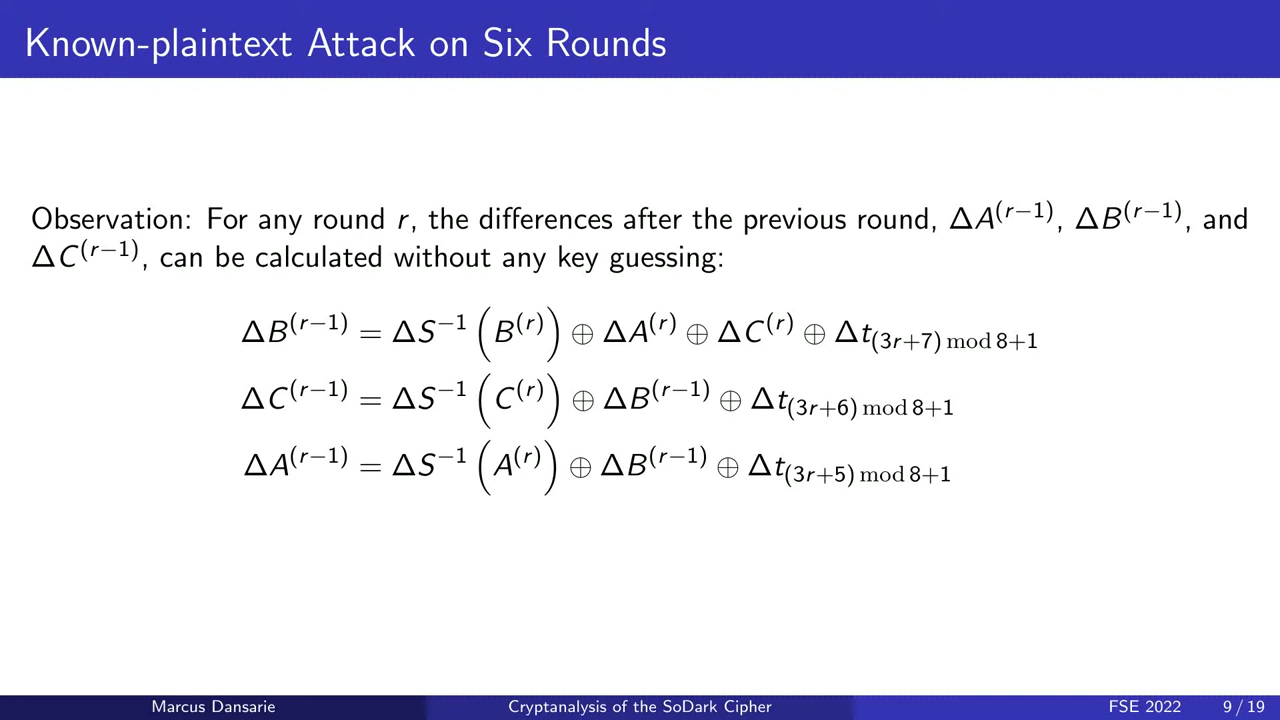 Known-plaintext Attack on Six Rounds
Observation: For any round r, the differences after the previous round, ΔA^(r−1), ΔB^(r−1), and
ΔC^(r−1), can be calculated without any key guessing:
ΔB^(r−1) = ΔS^−1 (B^(r)) ⊕ ΔA^(r) ⊕ ΔC^(r) ⊕ Δt_(3r+7) mod 8+1
ΔC^(r−1) = ΔS^−1 (C^(r)) ⊕ ΔB^(r−1) ⊕ Δt_(3r+6) mod 8+1
ΔA^(r−1) = ΔS^−1 (A^(r)) ⊕ ΔB^(r−1) ⊕ Δt_(3r+5) mod 8+1
Marcus Dansarie Cryptanalysis of the SoDark Cipher FSE 2022 9 / 19